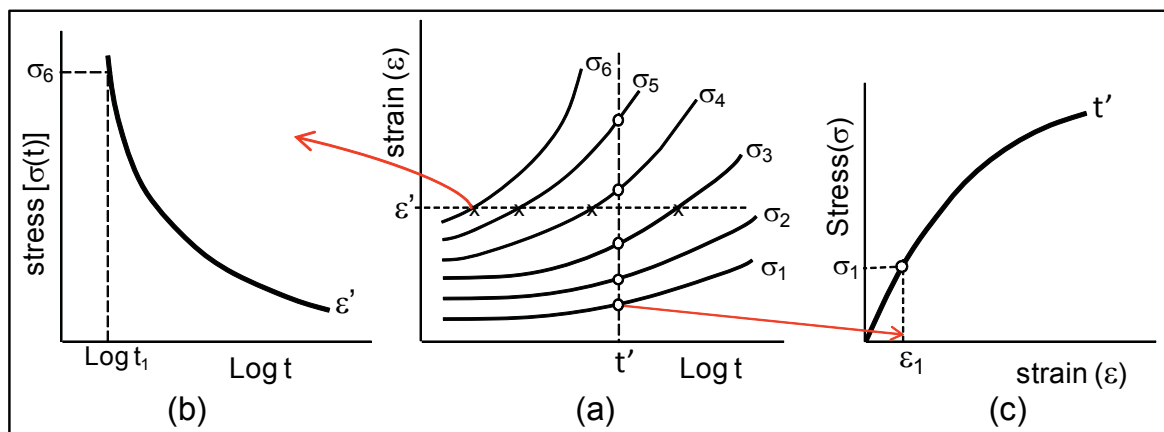 stress [σ(t)]
σ6
ε'
Log t1
Log t
(b)
strain (ε)
ε'
σ6
σ5
σ4
σ3
σ2
σ1
t'
Log t
(a)
Stress(σ)
σ1
t'
ε1
strain (ε)
(c)